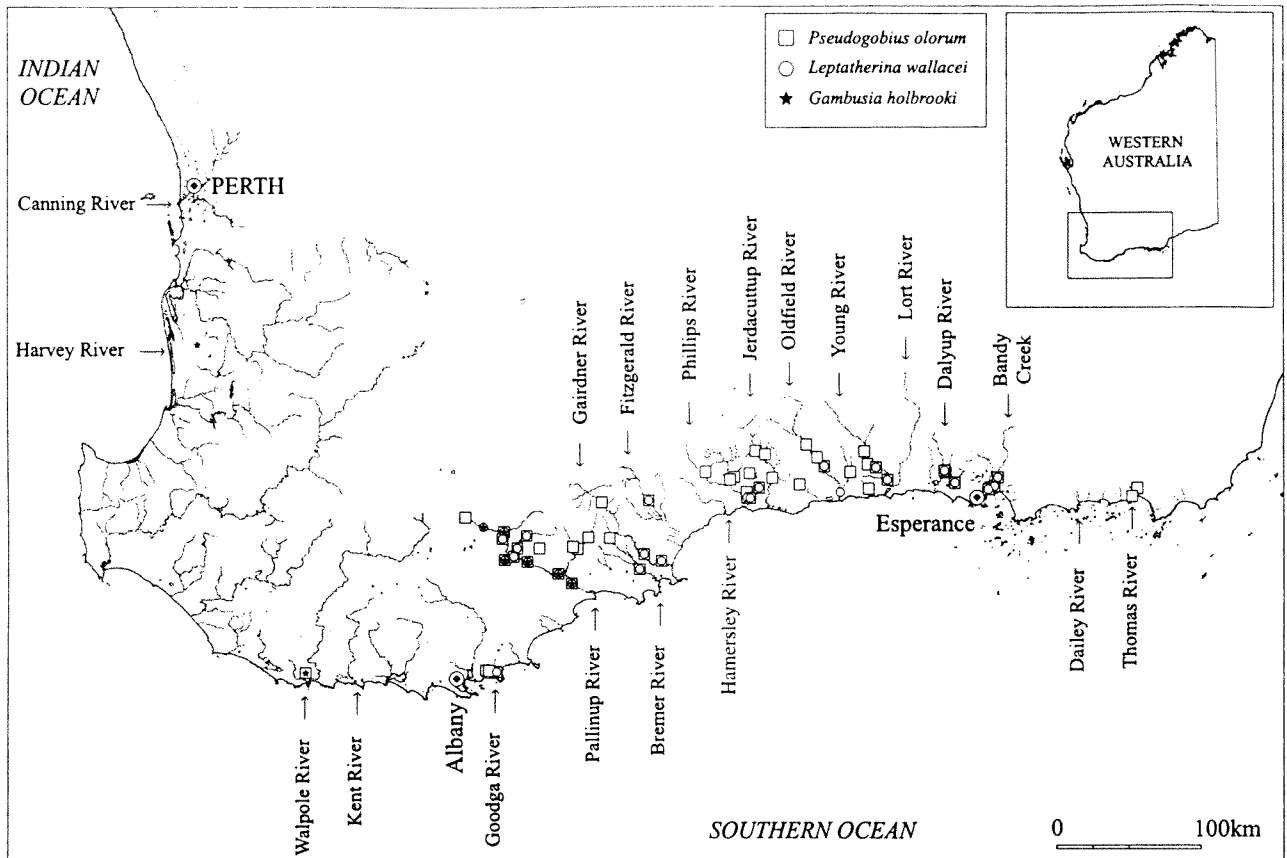 INDIAN
OCEAN
Pseudogobius olorum
Leptatherina wallacei
Gambusia holbrooki
WESTERN
AUSTRALIA
PERTH
Canning River
Harvey River
Gairdner River
Fitzgerald River
Phillips River
Jerdacuttup River
Oldfield River
Young River
Lort River
Dalyup River
Bandy
Creek
Esperance
Walpole River
Kent River
Albany
Goodga River
Pallinup River
Bremer River
Hamersley River
Dailey River
Thomas River
SOUTHERN OCEAN
0
100km